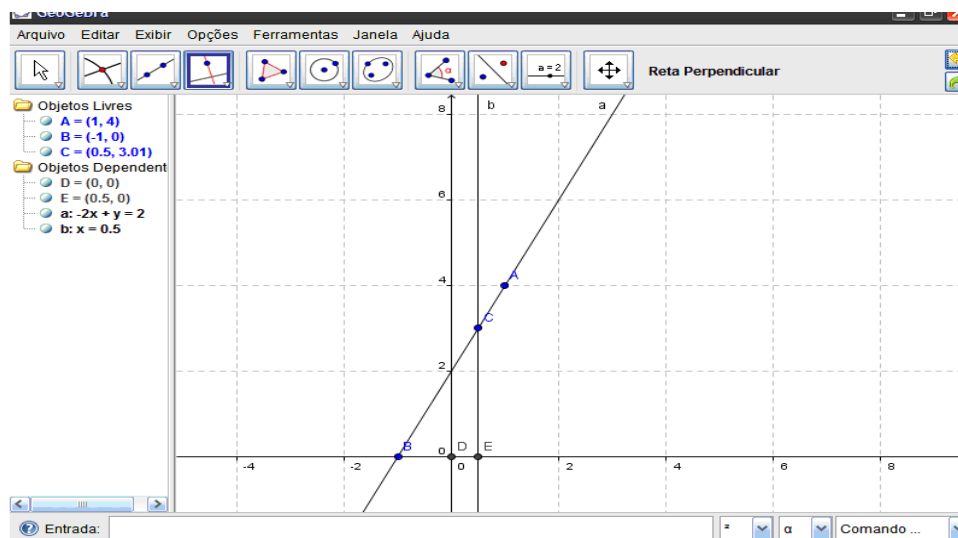 GeoGebra
Arquivo Editar Exibir Opções Ferramentas Janela Ajuda
α a = 2 Reta Perpendicular
Objetos Livres
A = (1, 4)
B = (-1, 0)
C = (0.5, 3.01)
Objetos Dependent
D = (0, 0)
E = (0.5, 0)
a: -2x + y = 2
b: x = 0.5
8 b a
6
4 A
C
2
B 0 D E
-4 -2 0 2 4 6 8
Entrada: ² α Comando ...